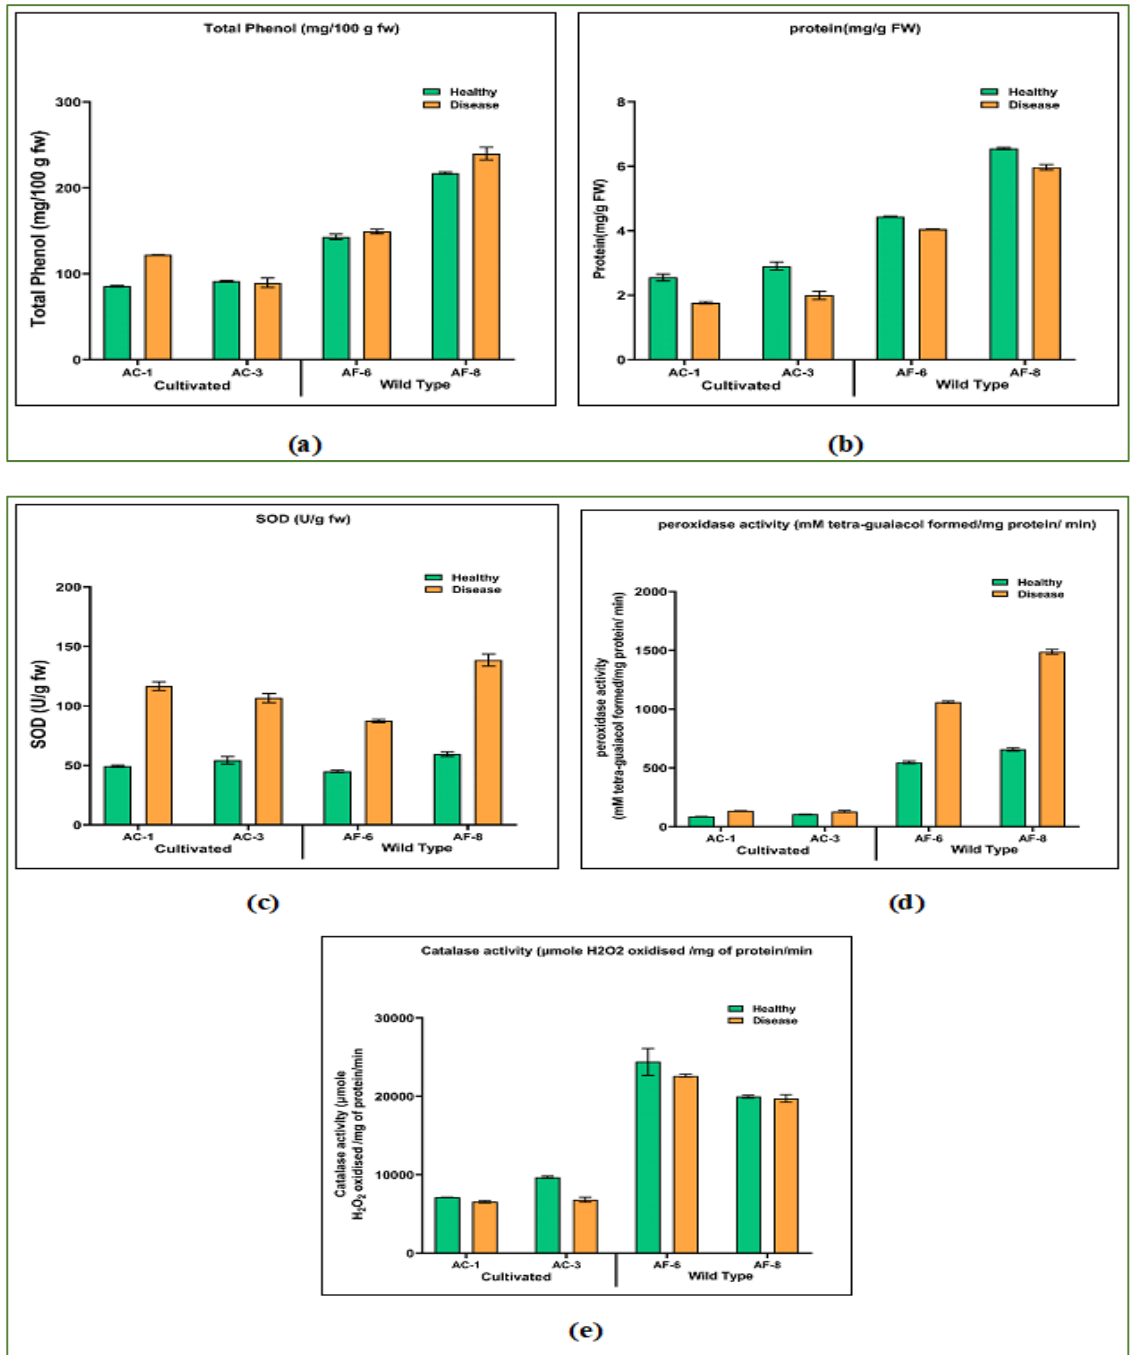 Total Phenol (mg/100 g fw)
Healthy
Disease
Total Phenol (mg/100 g fw)
300
200
100
0
AC-1 AC-3 AF-6 AF-8
Cultivated Wild Type
(a)
protein(mg/g FW)
Healthy
Disease
Protein(mg/g FW)
8
6
4
2
0
AC-1 AC-3 AF-6 AF-8
Cultivated Wild Type
(b)
SOD (U/g fw)
Healthy
Disease
SOD (U/g fw)
200
150
100
50
0
AC-1 AC-3 AF-6 AF-8
Cultivated Wild Type
(c)
peroxidase activity (mM tetra-guaiacol formed/mg protein/ min)
Healthy
Disease
peroxidase activity
(mM tetra-guaiacol formed/mg protein/ min)
2000
1500
1000
500
0
AC-1 AC-3 AF-6 AF-8
Cultivated Wild Type
(d)
Catalase activity (µmole H2O2 oxidised /mg of protein/min
Healthy
Disease
Catalase activity (µmole
H₂O₂ oxidised /mg of protein/min
30000
20000
10000
0
AC-1 AC-3 AF-6 AF-8
Cultivated Wild Type
(e)